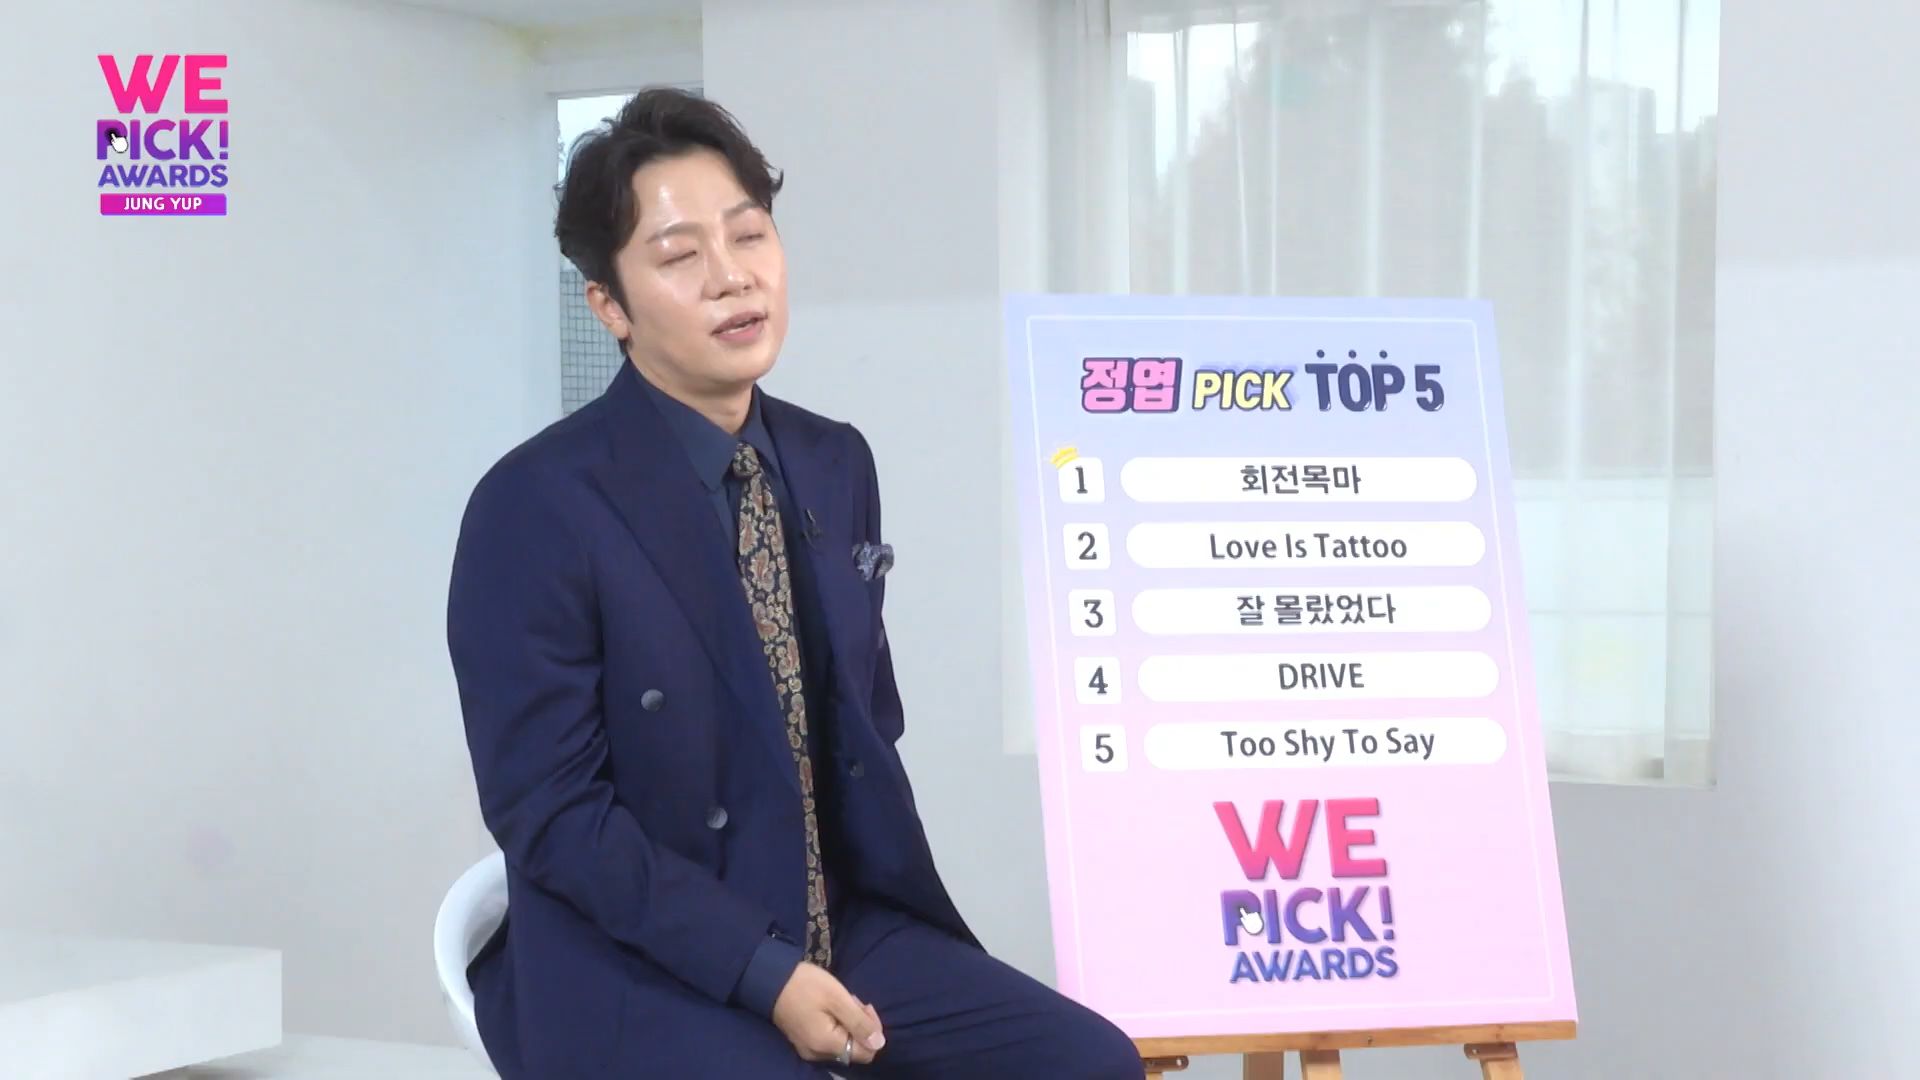 WE
PICK!
AWARDS
JUNG YUP
정엽 PICK TOP 5
1 회전목마
2 Love Is Tattoo
3 잘 몰랐었다
4 DRIVE
5 Too Shy To Say
WE
PICK!
AWARDS